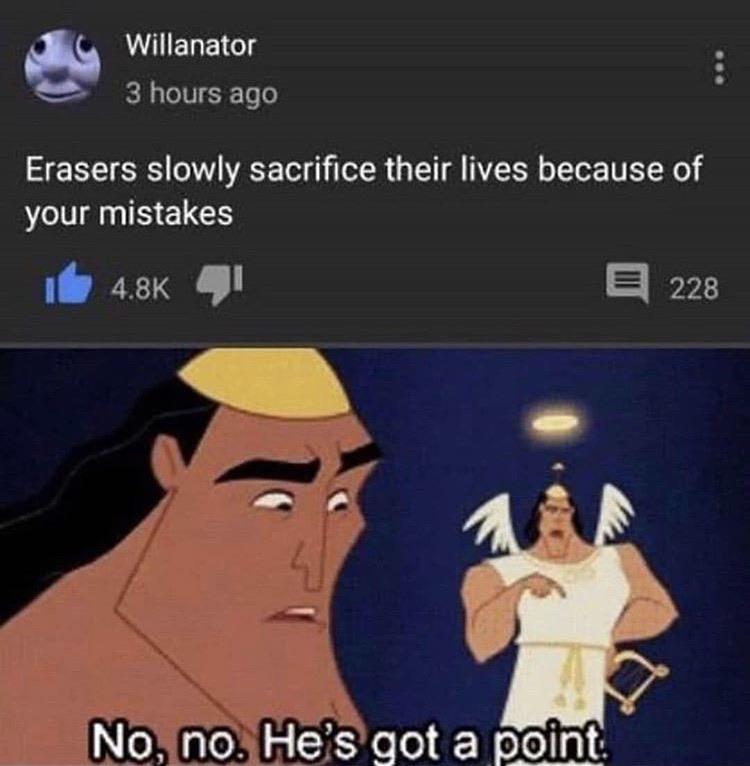 Willanator
3 hours ago
Erasers slowly sacrifice their lives because of
your mistakes
4.8K
228
No, no. He's got a point.